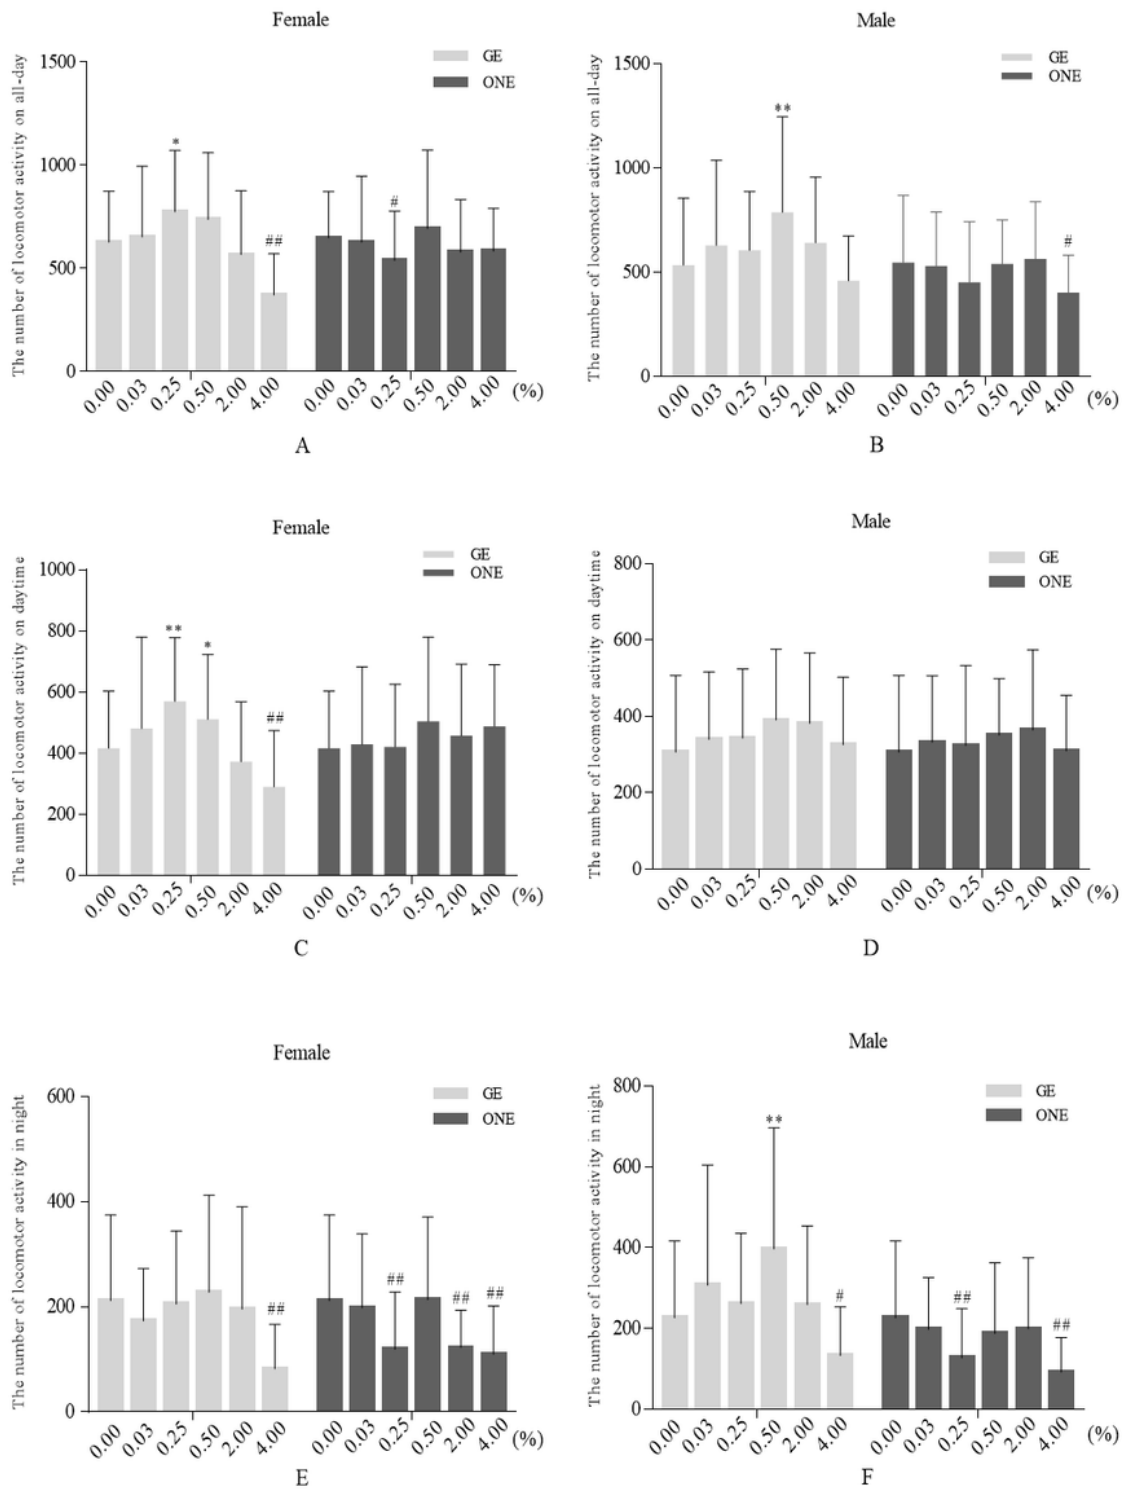 Female
GE
ONE
The number of locomotor activity on all-day
1500
1000
500
0
*
##
#
0.00 0.03 0.25 0.50 2.00 4.00 0.00 0.03 0.25 0.50 2.00 4.00 (%)
A
Male
GE
ONE
The number of locomotor activity on all-day
1500
1000
500
0
**
#
0.00 0.03 0.25 0.50 2.00 4.00 0.00 0.03 0.25 0.50 2.00 4.00 (%)
B
Female
GE
ONE
The number of locomotor activity on daytime
1000
800
600
400
200
0
**
*
##
0.00 0.03 0.25 0.50 2.00 4.00 0.00 0.03 0.25 0.50 2.00 4.00 (%)
C
Male
GE
ONE
The number of locomotor activity on daytime
800
600
400
200
0
0.00 0.03 0.25 0.50 2.00 4.00 0.00 0.03 0.25 0.50 2.00 4.00 (%)
D
Female
GE
ONE
The number of locomotor activity in night
600
400
200
0
##
##
##
##
0.00 0.03 0.25 0.50 2.00 4.00 0.00 0.03 0.25 0.50 2.00 4.00 (%)
E
Male
GE
ONE
The number of locomotor activity in night
800
600
400
200
0
**
#
##
##
0.00 0.03 0.25 0.50 2.00 4.00 0.00 0.03 0.25 0.50 2.00 4.00 (%)
F